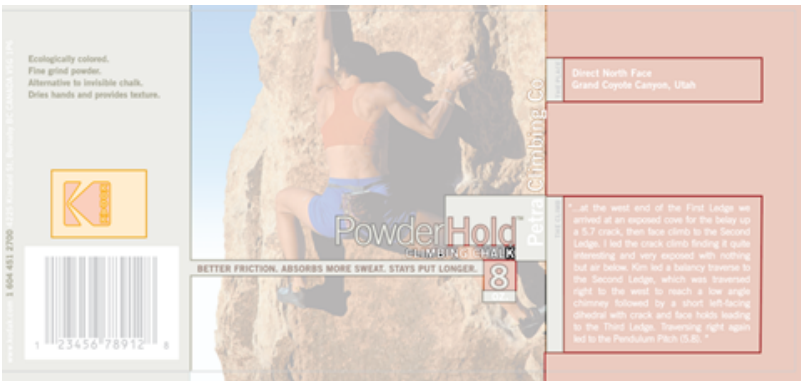 Ecologically colored.
Fine grind powder.
Alternative to invisible chalk.
Dries hands and provides texture.
1 604 451 2700
1 23456 78912 8
Petra Climbing Co
PowderHold™
CLIMBING CHALK
8
OZ
BETTER FRICTION. ABSORBS MORE SWEAT. STAYS PUT LONGER.
Direct North Face
Grand Coyote Canyon, Utah
"...at the west end of the First Ledge we
arrived at an exposed cove for the belay up
a 5.7 crack, then face climb to the Second
Ledge. I led the crack climb finding it quite
interesting and very exposed with nothing
but air below. Kim led a balancy traverse to
the Second Ledge, which was traversed
right to the west to reach a low angle
chimney followed by a short left-facing
dihedral with crack and face holds leading
to the Third Ledge. Traversing right again
led to the Pendulum Pitch (5.8). "